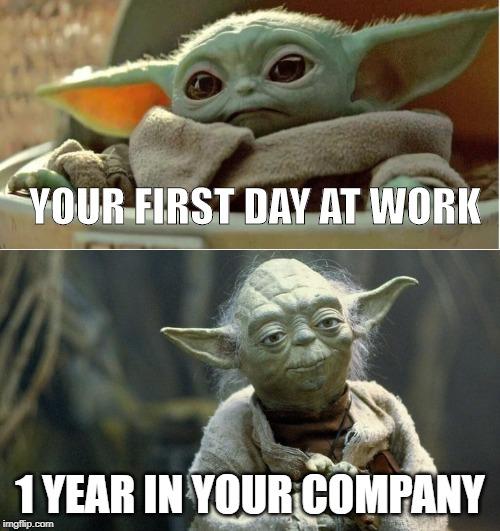 YOUR FIRST DAY AT WORK
1 YEAR IN YOUR COMPANY
imgflip.com